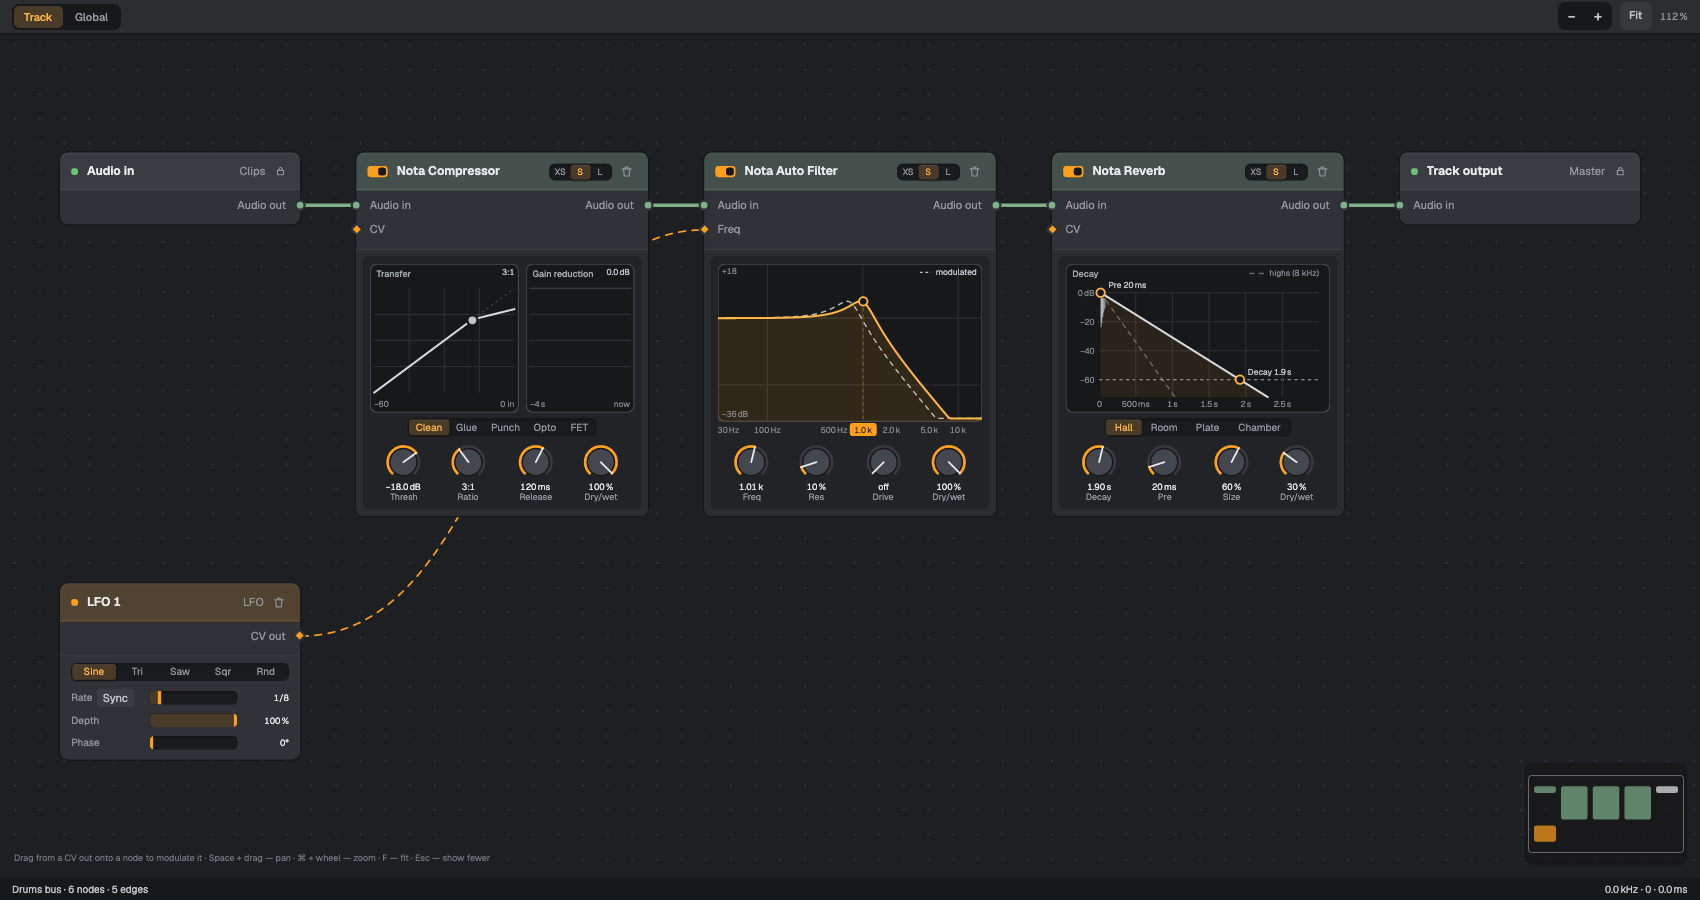 Track Global
− + Fit 112%
Audio in Clips
Audio out
Nota Compressor XS S L
Audio in Audio out
CV
Transfer 3:1
−60 0 in
Gain reduction 0.0 dB
−4 s now
Clean Glue Punch Opto FET
−18.0 dB 3:1 120 ms 100 %
Thresh Ratio Release Dry/wet
Nota Auto Filter XS S L
Audio in Audio out
Freq
+18 modulated
−36 dB
30 Hz 100 Hz 500 Hz 1.0 k 2.0 k 5.0 k 10 k
1.01 k 10 % off 100 %
Freq Res Drive Dry/wet
Nota Reverb XS S L
Audio in Audio out
CV
Decay highs (8 kHz)
Pre 20 ms
0 dB
−20
−40
Decay 1.9 s
−60
0 500 ms 1 s 1.5 s 2 s 2.5 s
Hall Room Plate Chamber
1.90 s 20 ms 60 % 30 %
Decay Pre Size Dry/wet
Track output Master
Audio in
LFO 1 LFO
CV out
Sine Tri Saw Sqr Rnd
Rate Sync 1/8
Depth 100 %
Phase 0°
Drag from a CV out onto a node to modulate it · Space + drag — pan · ⌘ + wheel — zoom · F — fit · Esc — show fewer
Drums bus · 6 nodes · 5 edges
0.0 kHz · 0 · 0.0 ms